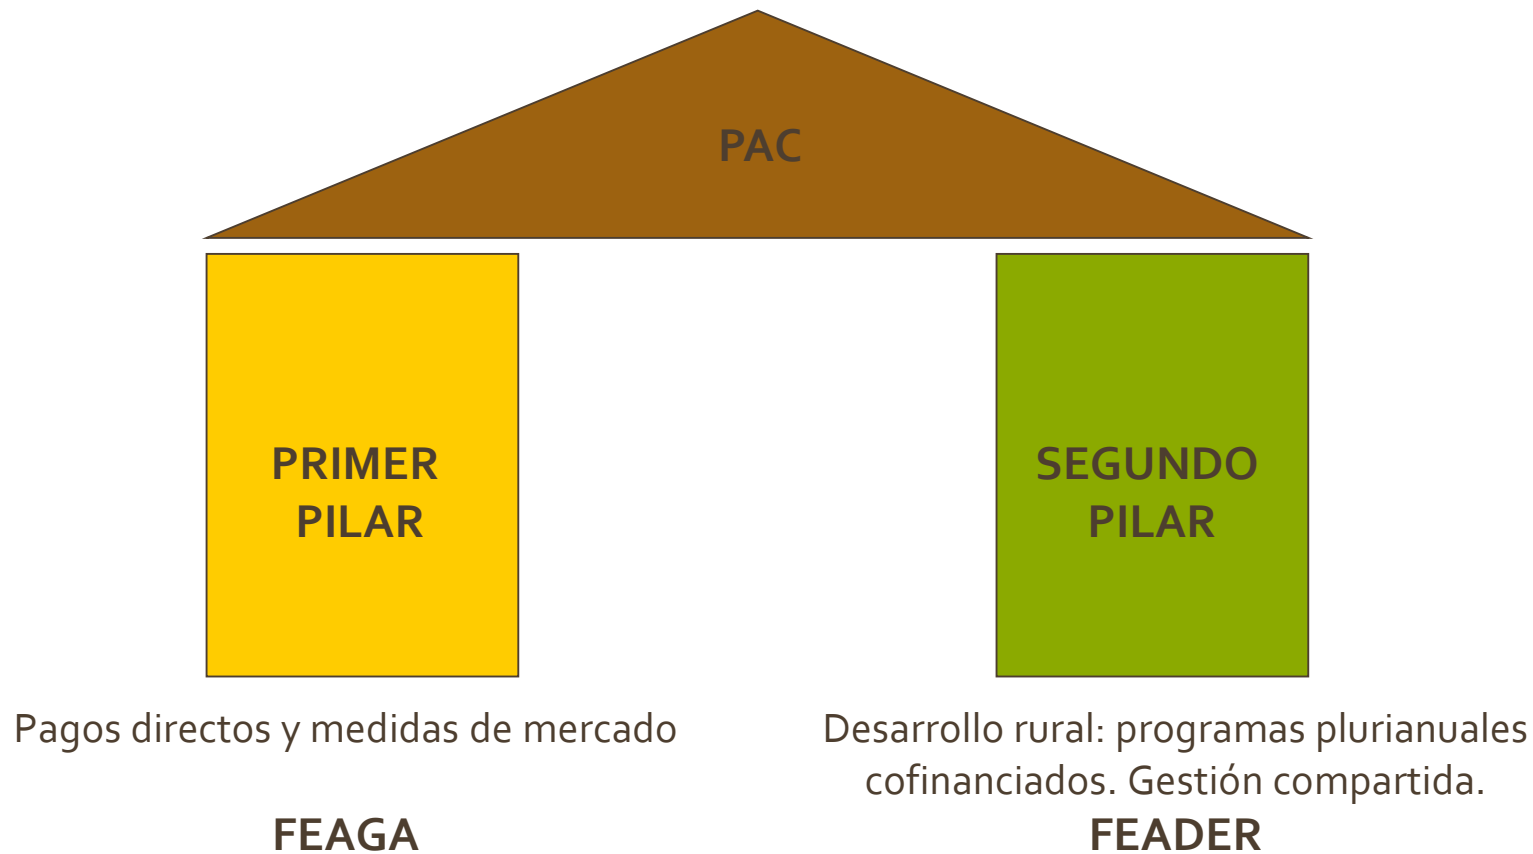 PAC
PRIMER
PILAR
SEGUNDO
PILAR
Pagos directos y medidas de mercado
FEAGA
Desarrollo rural: programas plurianuales
cofinanciados. Gestión compartida.
FEADER